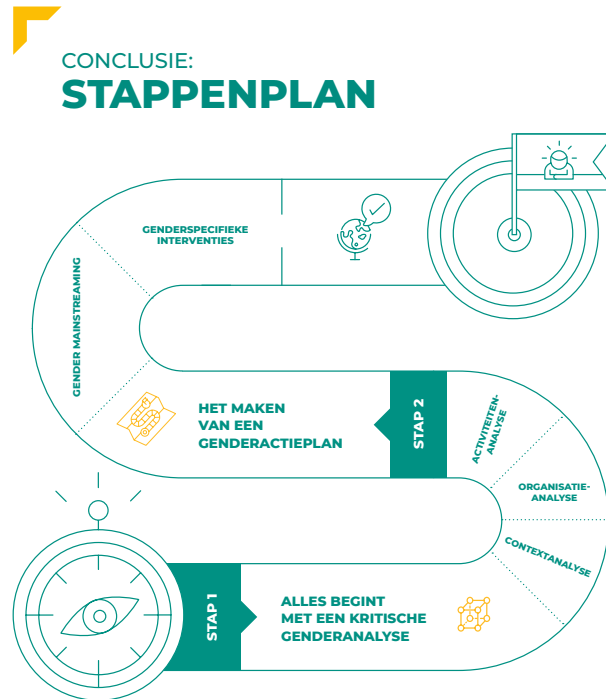 CONCLUSIE:
STAPPENPLAN
GENDERSPECIFIEKE
INTERVENTIES
GENDER MAINSTREAMING
HET MAKEN
VAN EEN
GENDERACTIEPLAN
STAP 2
ACTIVITEITEN-
ANALYSE
ORGANISATIE-
ANALYSE
CONTEXTANALYSE
STAP 1
ALLES BEGINT
MET EEN KRITISCHE
GENDERANALYSE